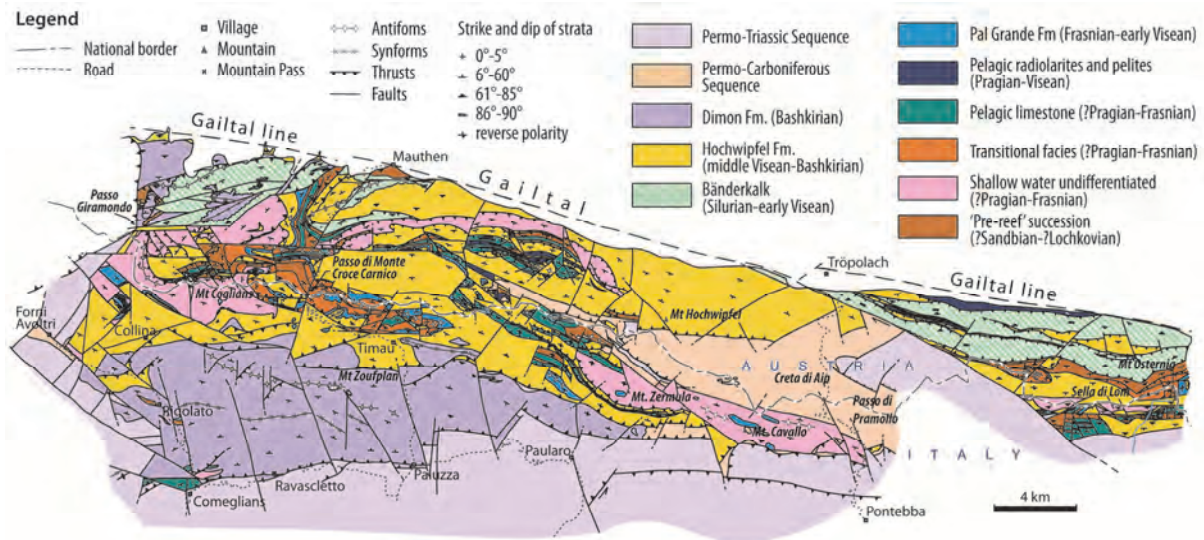 Legend
National border
Road
Village
Mountain
Mountain Pass
Antifoms
Synforms
Thrusts
Faults
Strike and dip of strata
0°-5°
6°-60°
61°-85°
86°-90°
reverse polarity
Permo-Triassic Sequence
Permo-Carboniferous
Sequence
Dimon Fm. (Bashkirian)
Hochwipfel Fm.
(middle Visean-Bashkirian)
Bänderkalk
(Silurian-early Visean)
Pal Grande Fm (Frasnian-early Visean)
Pelagic radiolarites and pelites
(Pragian-Visean)
Pelagic limestone (?Pragian-Frasnian)
Transitional facies (?Pragian-Frasnian)
Shallow water undifferentiated
(?Pragian-Frasnian)
'Pre-reef' succession
(?Sandbian-?Lochkovian)
Gailtal line
Mauthen
Gailtal
Passo
Giramondo
Tröpolach
Gailtal line
Passo di Monte
Croce Carnico
Mt Coglians
Mt Hochwipfel
Forni
Avoltri
Collina
Timau
Mt Zoufplan
AUSTRIA
Mt Osternig
Creta di Aip
Sella di Lom
Mt. Zermula
Passo di
Pramollo
Rigolato
Mt. Cavallo
ITALY
Paularo
Paluzza
Ravascletto
Comeglians
Pontebba
4 km